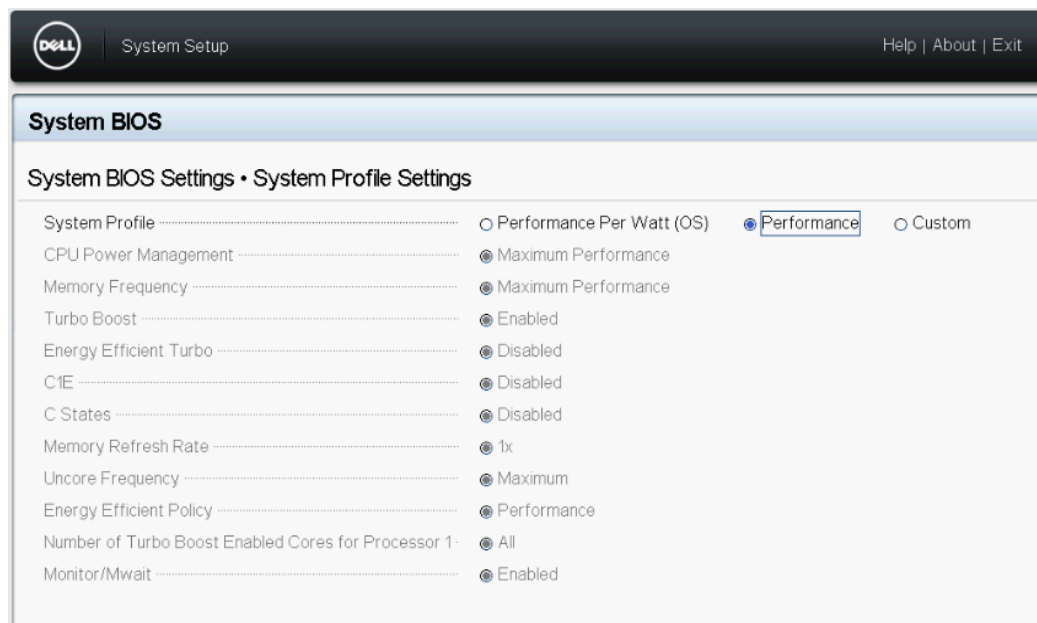 DELL System Setup Help | About | Exit
System BIOS
System BIOS Settings • System Profile Settings
System Profile Performance Per Watt (OS) Performance Custom
CPU Power Management Maximum Performance
Memory Frequency Maximum Performance
Turbo Boost Enabled
Energy Efficient Turbo Disabled
C1E Disabled
C States Disabled
Memory Refresh Rate 1x
Uncore Frequency Maximum
Energy Efficient Policy Performance
Number of Turbo Boost Enabled Cores for Processor 1 All
Monitor/Mwait Enabled